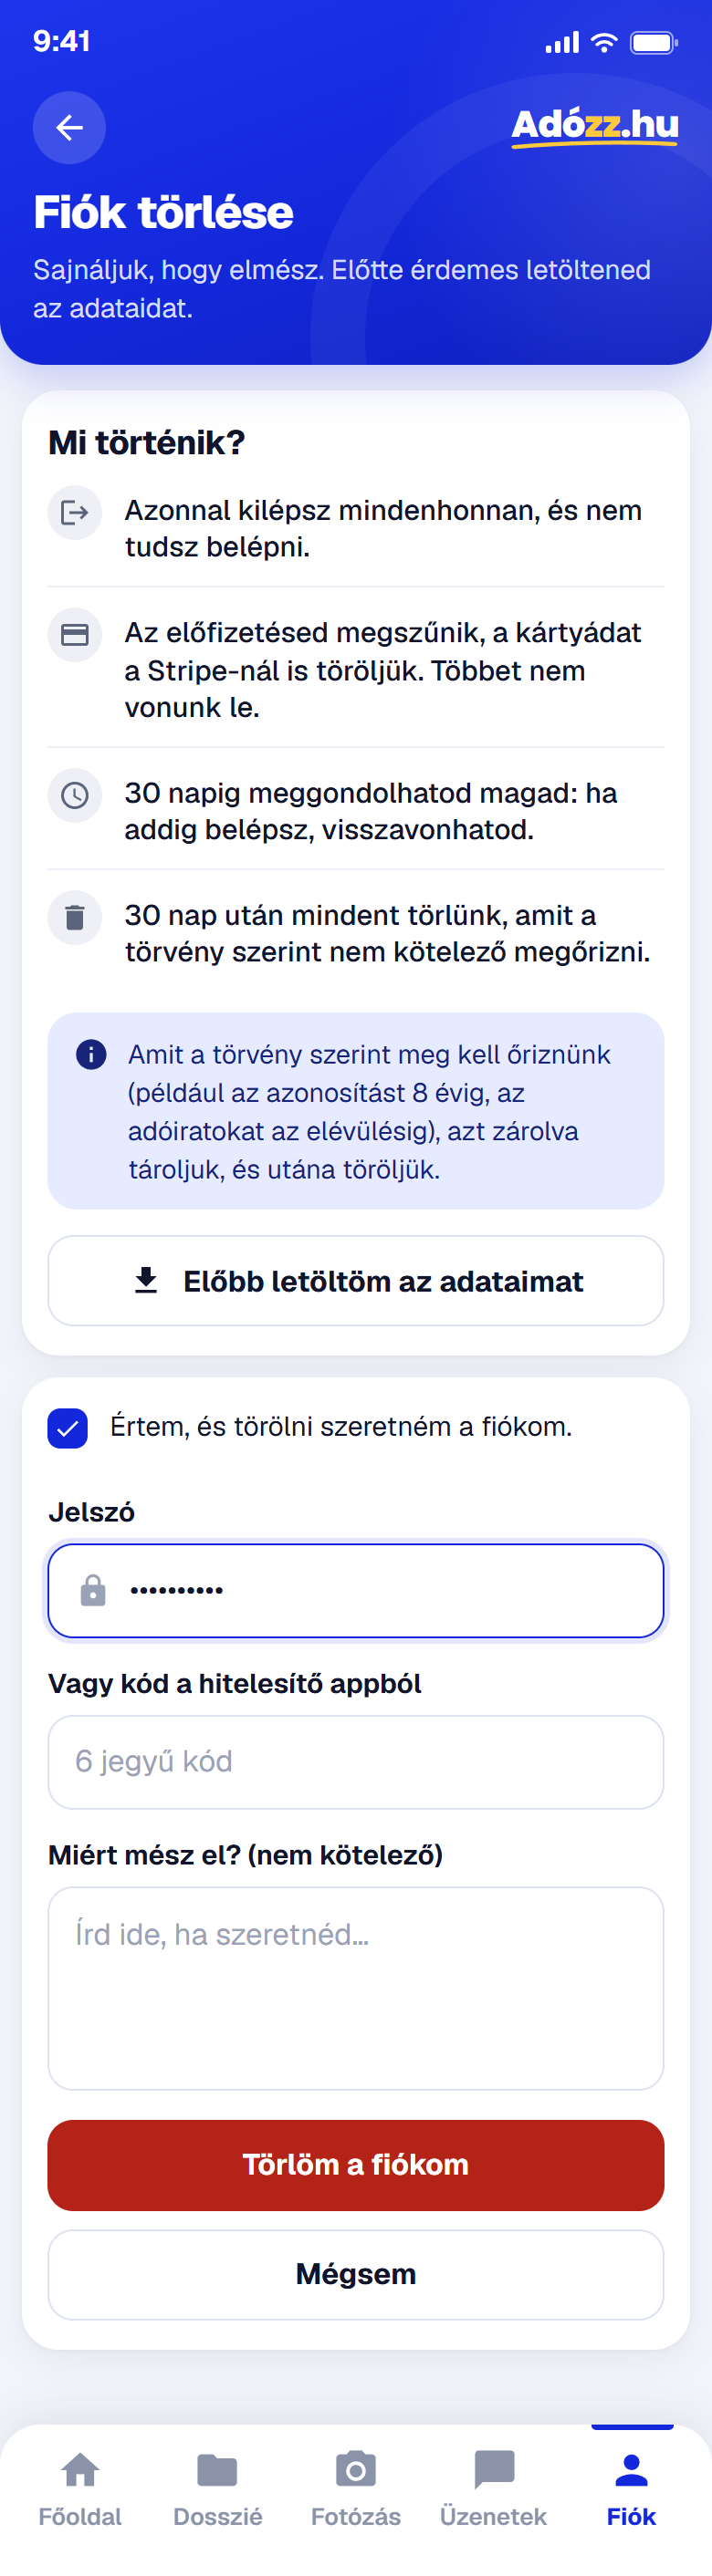 9:41
Adózz.hu
Fiók törlése
Sajnáljuk, hogy elmész. Előtte érdemes letöltened
az adataidat.
Mi történik?
Azonnal kilépsz mindenhonnan, és nem
tudsz belépni.
Az előfizetésed megszűnik, a kártyádat
a Stripe-nál is töröljük. Többet nem
vonunk le.
30 napig meggondolhatod magad: ha
addig belépsz, visszavonhatod.
30 nap után mindent törlünk, amit a
törvény szerint nem kötelező megőrizni.
Amit a törvény szerint meg kell őriznünk
(például az azonosítást 8 évig, az
adóiratokat az elévülésig), azt zárolva
tároljuk, és utána töröljük.
Előbb letöltöm az adataimat
Értem, és törölni szeretném a fiókom.
Jelszó
••••••••••
Vagy kód a hitelesítő appból
6 jegyű kód
Miért mész el? (nem kötelező)
Írd ide, ha szeretnéd…
Törlöm a fiókom
Mégsem
Főoldal
Dosszié
Fotózás
Üzenetek
Fiók